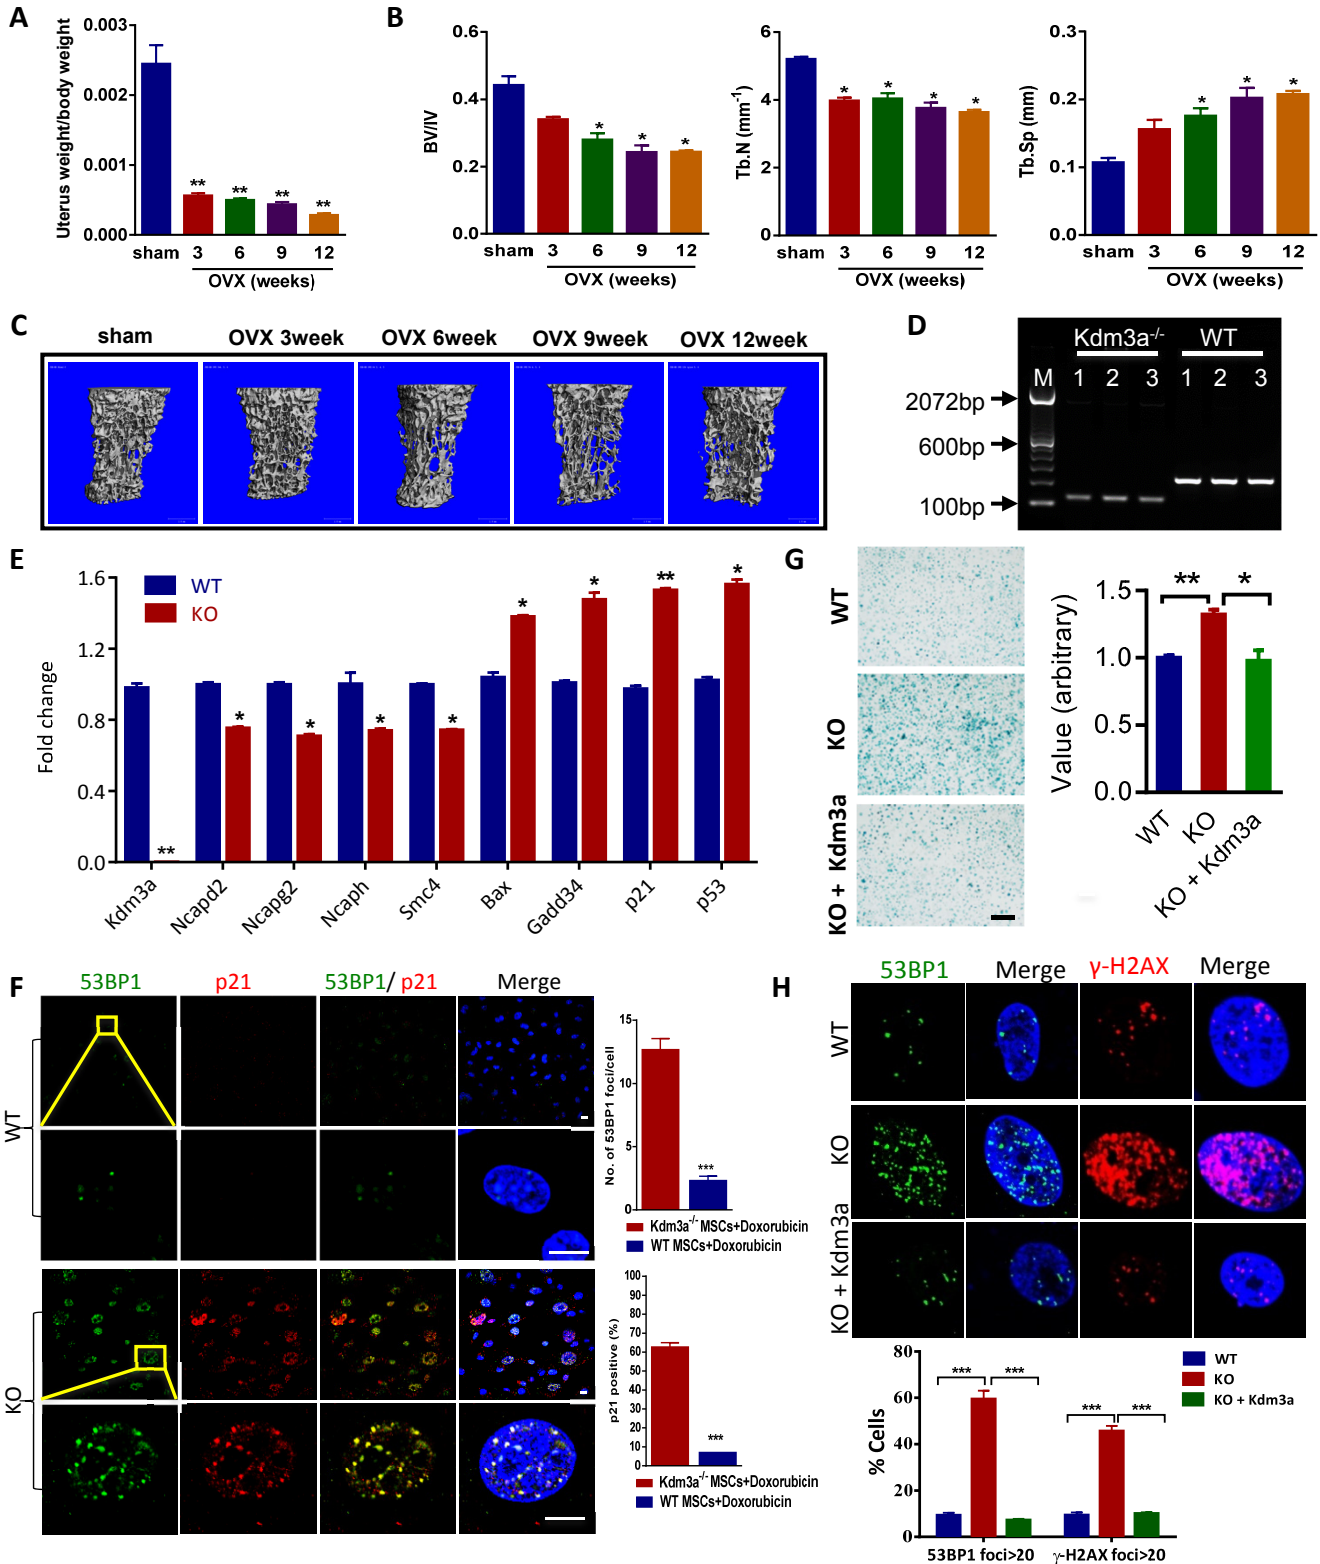 A
Uterus weight/body weight
0.003
0.002
0.001
0.000
** ** ** **
sham 3 6 9 12
OVX (weeks)
B
BV/IV
0.6
0.4
0.2
0.0
* * *
sham 3 6 9 12
OVX (weeks)
Tb.N (mm-1)
6
4
2
0
* * * *
sham 3 6 9 12
OVX (weeks)
Tb.Sp (mm)
0.3
0.2
0.1
0.0
* * *
sham 3 6 9 12
OVX (weeks)
C
sham OVX 3week OVX 6week OVX 9week OVX 12week
D
Kdm3a-/- WT
M 1 2 3 1 2 3
2072bp
600bp
100bp
E
WT
KO
Fold change
1.6
1.2
0.8
0.4
0.0
** * * * * * * ** *
Kdm3a Ncapd2 Ncapg2 Ncaph Smc4 Bax Gadd34 p21 p53
G
WT
KO
KO + Kdm3a
Value (arbitrary)
1.5
1.0
0.5
0.0
** *
WT KO KO + Kdm3a
F
53BP1 p21 53BP1/ p21 Merge
WT
KO
No. of 53BP1 foci/cell
15
10
5
0
***
Kdm3a-/- MSCs+Doxorubicin
WT MSCs+Doxorubicin
p21 positive (%)
100
90
80
70
60
50
40
30
20
10
0
***
Kdm3a-/- MSCs+Doxorubicin
WT MSCs+Doxorubicin
H
53BP1 Merge γ-H2AX Merge
WT
KO
KO + Kdm3a
% Cells
80
60
40
20
0
*** *** *** ***
WT
KO
KO + Kdm3a
53BP1 foci>20 γ-H2AX foci>20